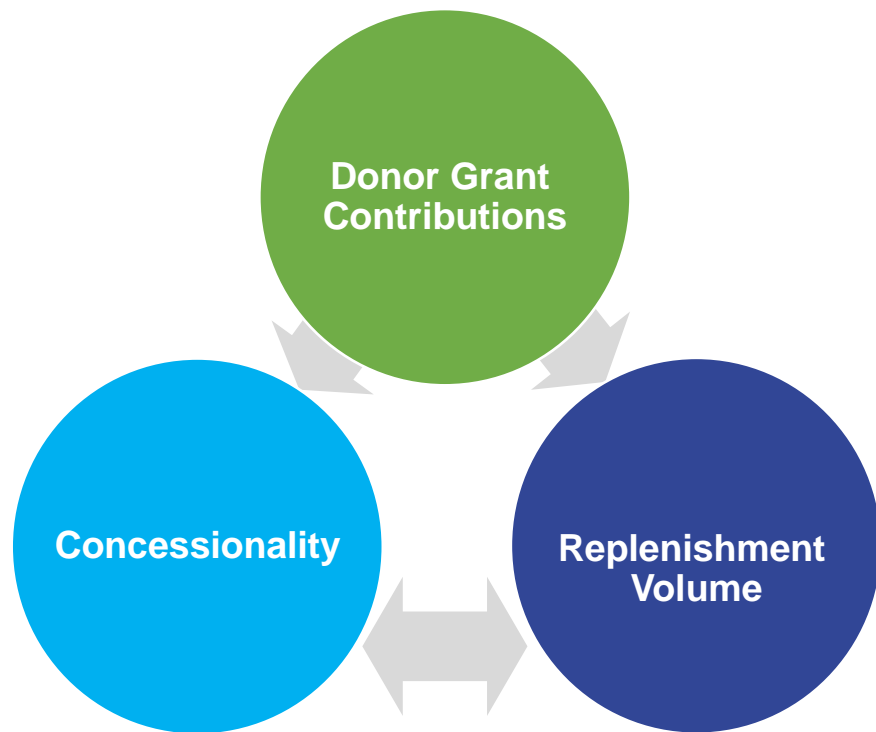 Donor Grant
Contributions
Concessionality
Replenishment
Volume